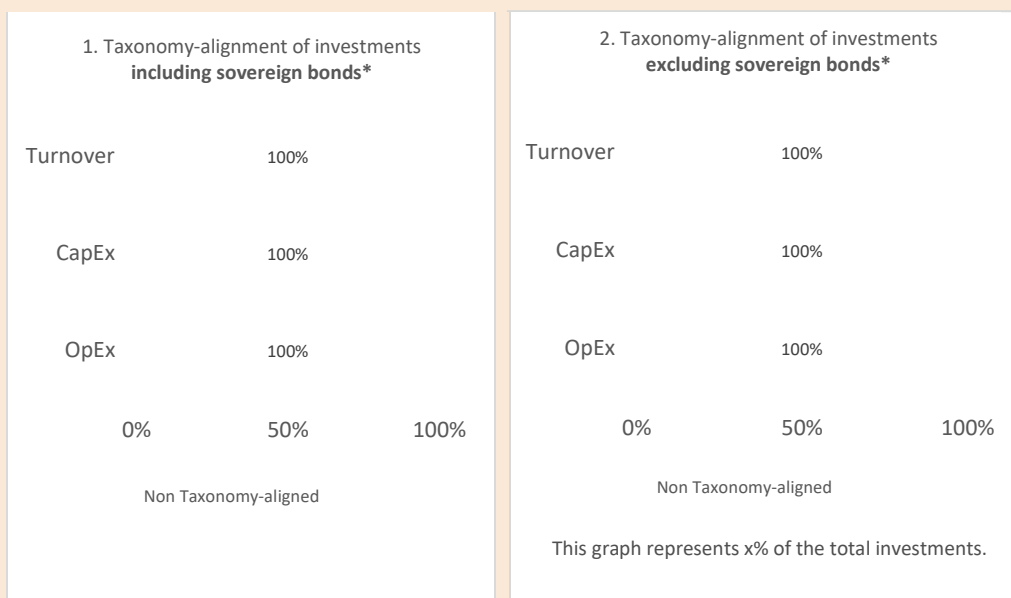 1. Taxonomy-alignment of investments
including sovereign bonds*
Turnover 100%
CapEx 100%
OpEx 100%
0% 50% 100%
Non Taxonomy-aligned
2. Taxonomy-alignment of investments
excluding sovereign bonds*
Turnover 100%
CapEx 100%
OpEx 100%
0% 50% 100%
Non Taxonomy-aligned
This graph represents x% of the total investments.